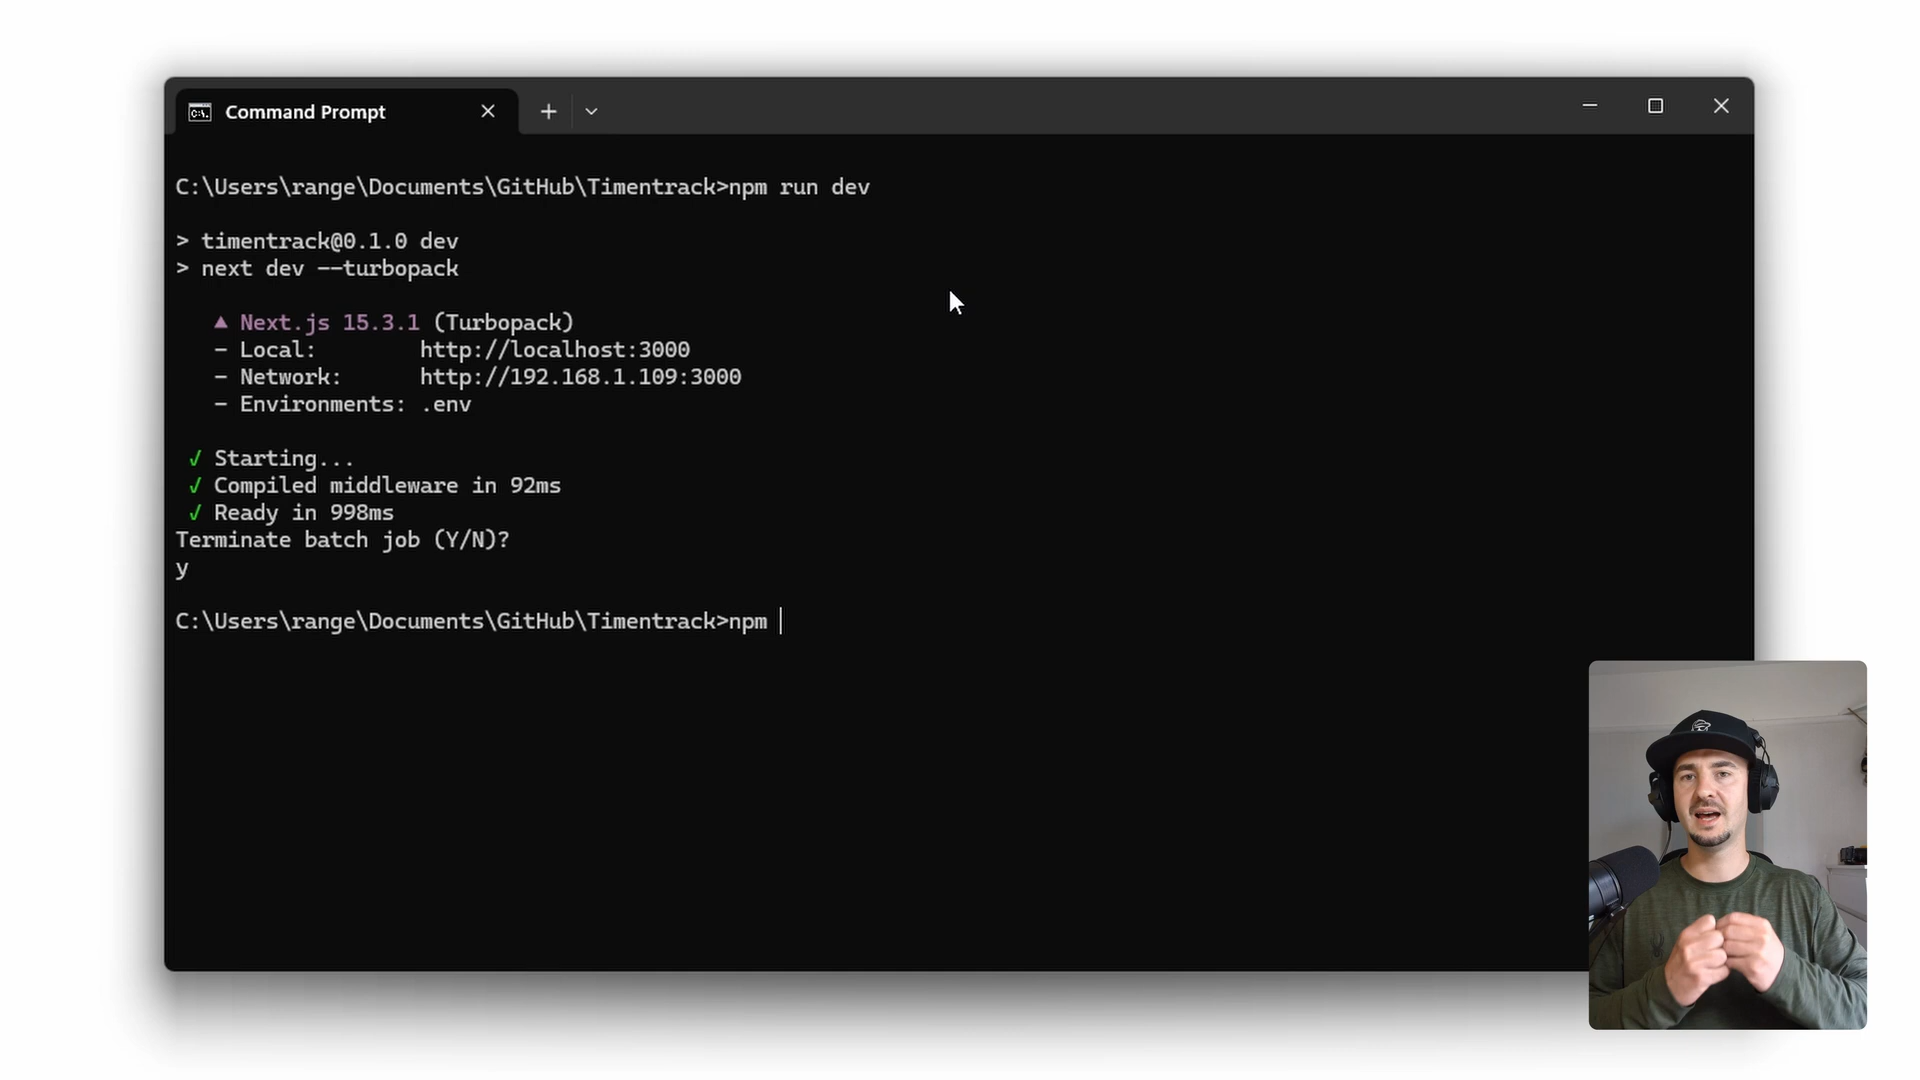 Command Prompt
C:\Users\range\Documents\GitHub\Timentrack>npm run dev
> timentrack@0.1.0 dev
> next dev --turbopack
▲ Next.js 15.3.1 (Turbopack)
- Local: http://localhost:3000
- Network: http://192.168.1.109:3000
- Environments: .env
✓ Starting...
✓ Compiled middleware in 92ms
✓ Ready in 998ms
Terminate batch job (Y/N)?
y
C:\Users\range\Documents\GitHub\Timentrack>npm